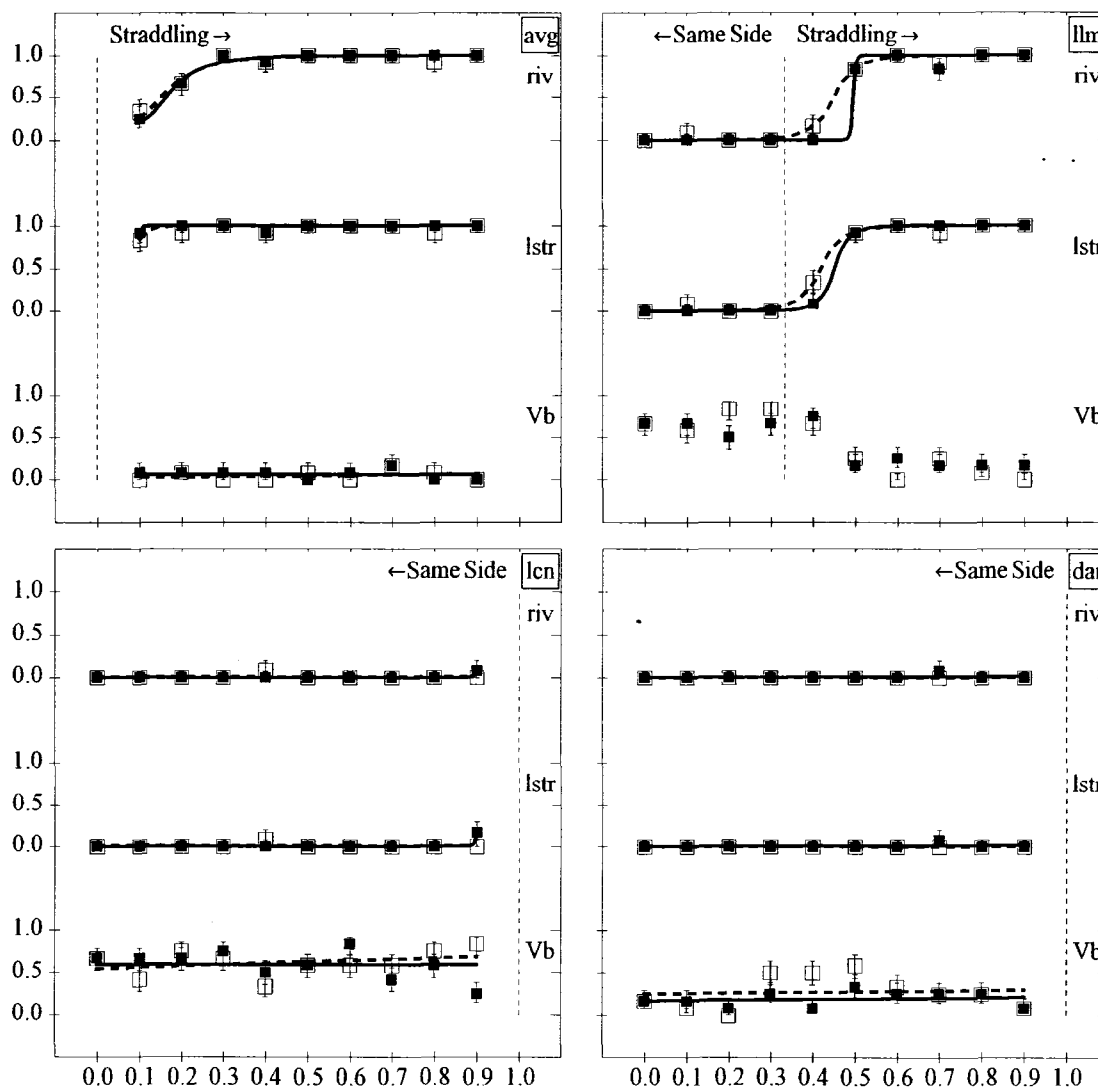 Straddling → avg ← Same Side Straddling → llm
1.0 riv riv
0.5
0.0
1.0 lstr lstr
0.5
0.0
1.0 Vb Vb
0.5
0.0
← Same Side lcn ← Same Side dan
1.0 riv riv
0.5
0.0
1.0 lstr lstr
0.5
0.0
1.0 Vb Vb
0.5
0.0
0.0 0.1 0.2 0.3 0.4 0.5 0.6 0.7 0.8 0.9 1.0 0.0 0.1 0.2 0.3 0.4 0.5 0.6 0.7 0.8 0.9 1.0